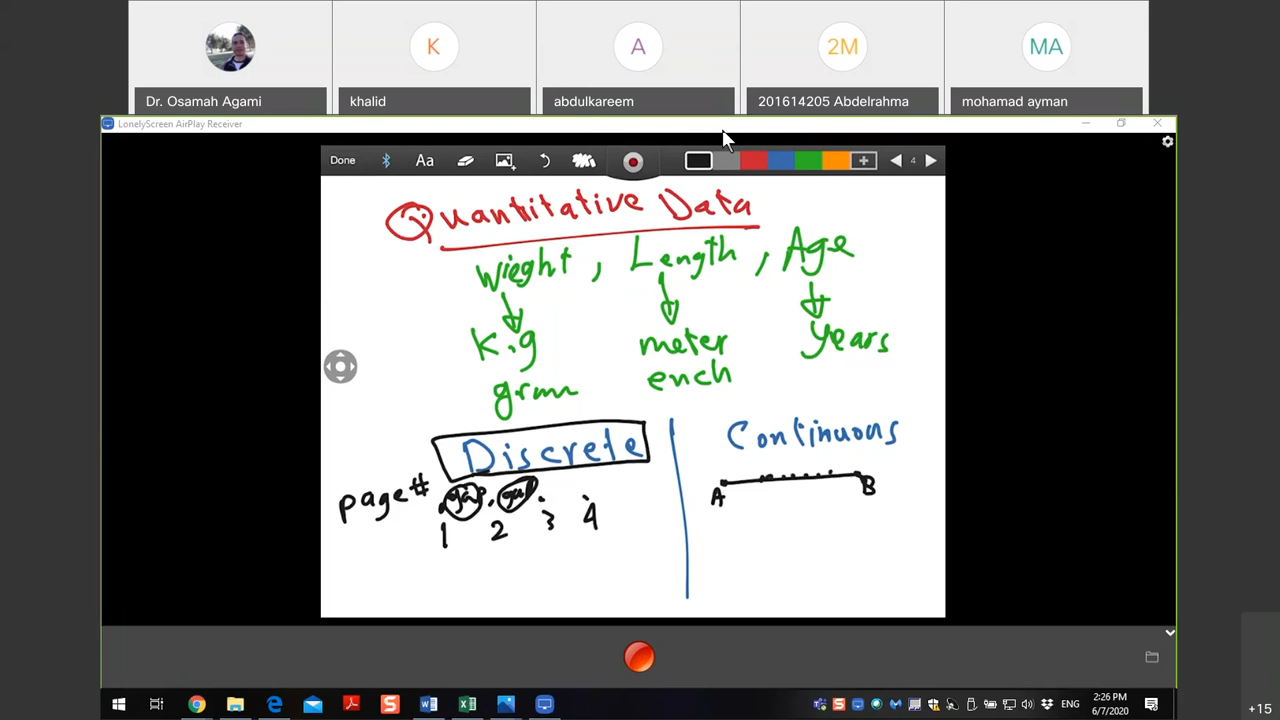 K
A
2M
MA
Dr. Osamah Agami
khalid
abdulkareem
201614205 Abdelrahma
mohamad ayman
LonelyScreen AirPlay Receiver
Done
Aa
4
Quantitative Data
Wieght , Length , Age
K.g meter years
grm ench
Discrete
Continuous
page# gap gap
1 2 3 4
A B
ENG
2:26 PM
6/7/2020
+15